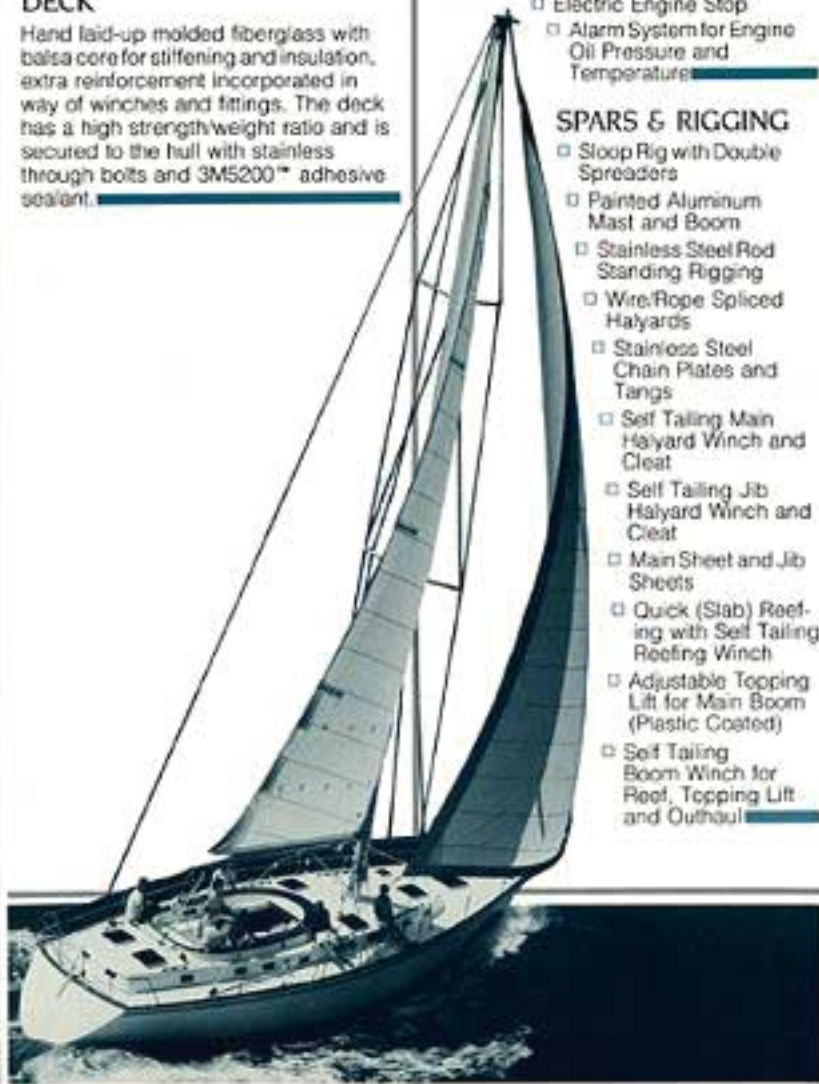 DECK
Hand laid-up molded fiberglass with
balsa core for stiffening and insulation,
extra reinforcement incorporated in
way of winches and fittings. The deck
has a high strength/weight ratio and is
secured to the hull with stainless
through bolts and 3M5200™ adhesive
sealant.
Electric Engine Stop
Alarm System for Engine
Oil Pressure and
Temperature
SPARS & RIGGING
Sloop Rig with Double
Spreaders
Painted Aluminum
Mast and Boom
Stainless Steel Rod
Standing Rigging
Wire/Rope Spliced
Halyards
Stainless Steel
Chain Plates and
Tangs
Self Tailing Main
Halyard Winch and
Cleat
Self Tailing Jib
Halyard Winch and
Cleat
Main Sheet and Jib
Sheets
Quick (Slab) Reef-
ing with Self Tailing
Reefing Winch
Adjustable Topping
Lift for Main Boom
(Plastic Coated)
Self Tailing
Boom Winch for
Reef, Topping Lift
and Outhaul